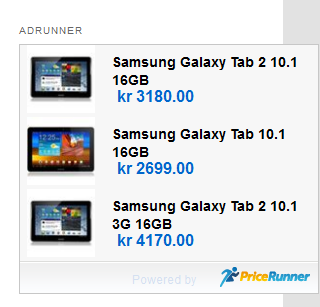 ADRUNNER
Samsung Galaxy Tab 2 10.1
16GB
kr 3180.00
Samsung Galaxy Tab 10.1
16GB
kr 2699.00
Samsung Galaxy Tab 2 10.1
3G 16GB
kr 4170.00
Powered by PriceRunner